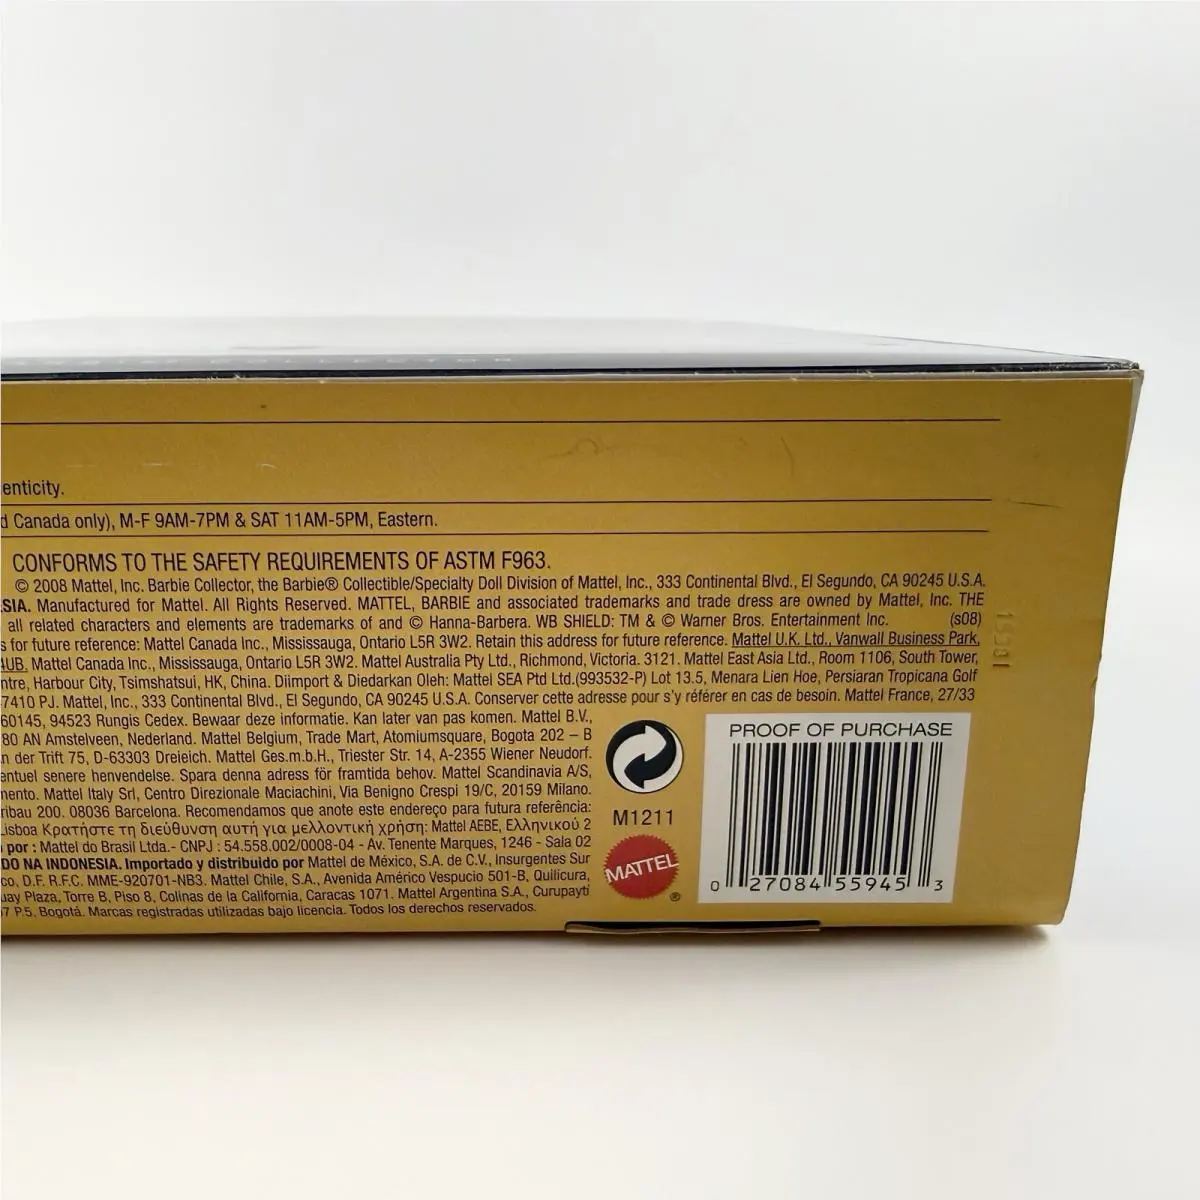 COLLECTOR
enticity.
d Canada only), M-F 9AM-7PM & SAT 11AM-5PM, Eastern.
CONFORMS TO THE SAFETY REQUIREMENTS OF ASTM F963.
© 2008 Mattel, Inc. Barbie Collector, the Barbie® Collectible/Specialty Doll Division of Mattel, Inc., 333 Continental Blvd., El Segundo, CA 90245 U.S.A.
SIA. Manufactured for Mattel. All Rights Reserved. MATTEL, BARBIE and associated trademarks and trade dress are owned by Mattel, Inc. THE
all related characters and elements are trademarks of and © Hanna-Barbera. WB SHIELD: TM & © Warner Bros. Entertainment Inc. (s08)
s for future reference: Mattel Canada Inc., Mississauga, Ontario L5R 3W2. Retain this address for future reference. Mattel U.K. Ltd., Vanwall Business Park,
4UB. Mattel Canada Inc., Mississauga, Ontario L5R 3W2. Mattel Australia Pty Ltd., Richmond, Victoria. 3121. Mattel East Asia Ltd., Room 1106, South Tower,
ntre, Harbour City, Tsimshatsui, HK, China. Diimport & Diedarkan Oleh: Mattel SEA Ptd Ltd.(993532-P) Lot 13.5, Menara Lien Hoe, Persiaran Tropicana Golf
7410 PJ. Mattel, Inc., 333 Continental Blvd., El Segundo, CA 90245 U.S.A. Conserver cette adresse pour s'y référer en cas de besoin. Mattel France, 27/33
60145, 94523 Rungis Cedex. Bewaar deze informatie. Kan later van pas komen. Mattel B.V.,
80 AN Amstelveen, Nederland. Mattel Belgium, Trade Mart, Atomiumsquare, Bogota 202 – B
n der Trift 75, D-63303 Dreieich. Mattel Ges.m.b.H., Triester Str. 14, A-2355 Wiener Neudorf.
entuel senere henvendelse. Spara denna adress för framtida behov. Mattel Scandinavia A/S,
mento. Mattel Italy Srl, Centro Direzionale Maciachini, Via Benigno Crespi 19/C, 20159 Milano.
ribau 200. 08036 Barcelona. Recomendamos que anote este endereço para futura referência:
Lisboa Κρατήστε τη διεύθυνση αυτή για μελλοντική χρήση: Mattel AEBE, Ελληνικού 2
por : Mattel do Brasil Ltda.- CNPJ : 54.558.002/0008-04 - Av. Tenente Marques, 1246 - Sala 02
DO NA INDONESIA. Importado y distribuido por Mattel de México, S.A. de C.V., Insurgentes Sur
co, D.F. R.F.C. MME-920701-NB3. Mattel Chile, S.A., Avenida Américo Vespucio 501-B, Quilicura,
uay Plaza, Torre B, Piso 8, Colinas de la California, Caracas 1071. Mattel Argentina S.A., Curupaytí
7 P.5. Bogotá. Marcas registradas utilizadas bajo licencia. Todos los derechos reservados.
M1211
MATTEL ®
PROOF OF PURCHASE
0 27084 55945 3